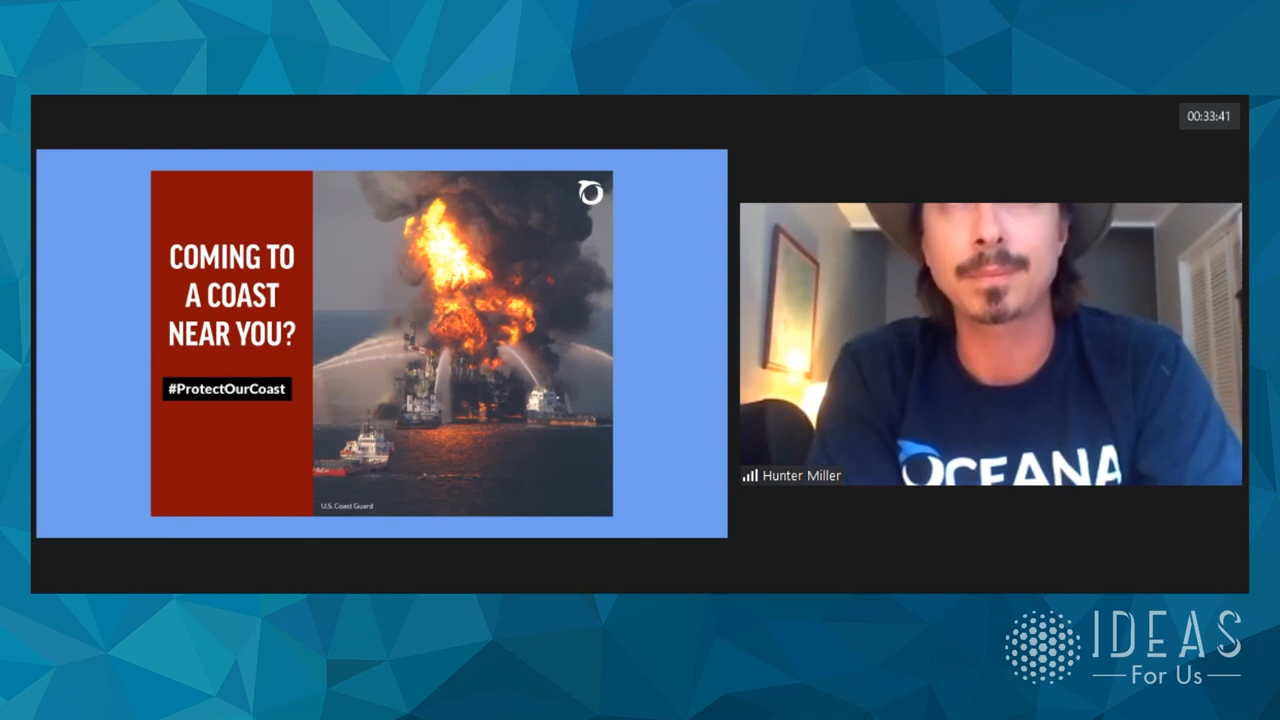 00:33:41
COMING TO
A COAST
NEAR YOU?
#ProtectOurCoast
U.S. Coast Guard
Hunter Miller
OCEANA
IDEAS
For Us